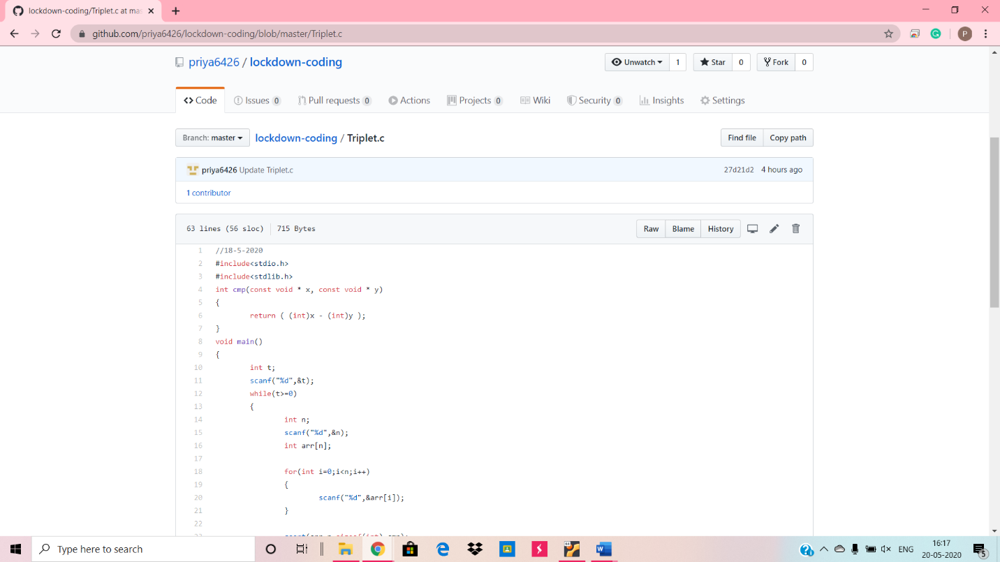 lockdown-coding/Triplet.c at mas
github.com/priya6426/lockdown-coding/blob/master/Triplet.c
P
priya6426 / lockdown-coding
Unwatch 1 Star 0 Fork 0
Code Issues 0 Pull requests 0 Actions Projects 0 Wiki Security 0 Insights Settings
Branch: master lockdown-coding / Triplet.c Find file Copy path
priya6426 Update Triplet.c 27d21d2 4 hours ago
1 contributor
63 lines (56 sloc) 715 Bytes Raw Blame History
1 //18-5-2020
2 #include<stdio.h>
3 #include<stdlib.h>
4 int cmp(const void * x, const void * y)
5 {
6 return ( (int)x - (int)y );
7 }
8 void main()
9 {
10 int t;
11 scanf("%d",&t);
12 while(t>=0)
13 {
14 int n;
15 scanf("%d",&n);
16 int arr[n];
17
18 for(int i=0;i<n;i++)
19 {
20 scanf("%d",&arr[i]);
21 }
22
Type here to search
ENG
16:17
20-05-2020
5